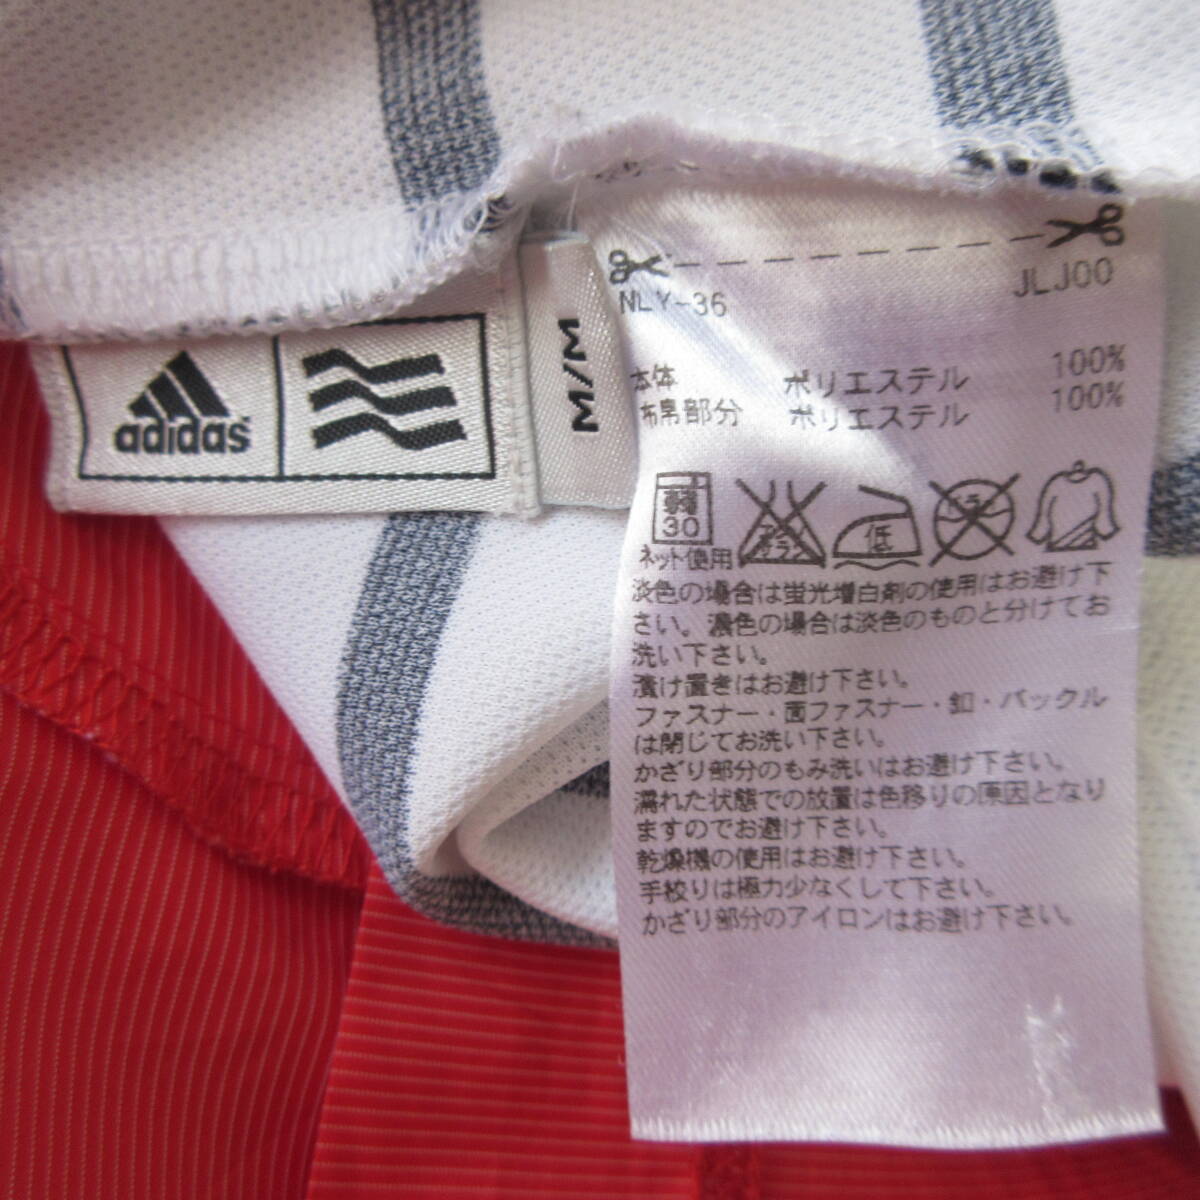 adidas
M/M
NLY-36 JLJ00
本体 ポリエステル 100%
布帛部分 ポリエステル 100%
弱 30 エンソサラシ 低 ドライ
ネット使用
淡色の場合は蛍光増白剤の使用はお避け下
さい。濃色の場合は淡色のものと分けてお
洗い下さい。
漬け置きはお避け下さい。
ファスナー・面ファスナー・釦・バックル
は閉じてお洗い下さい。
かざり部分のもみ洗いはお避け下さい。
濡れた状態での放置は色移りの原因となり
ますのでお避け下さい。
乾燥機の使用はお避け下さい。
手絞りは極力少なくして下さい。
かざり部分のアイロンはお避け下さい。